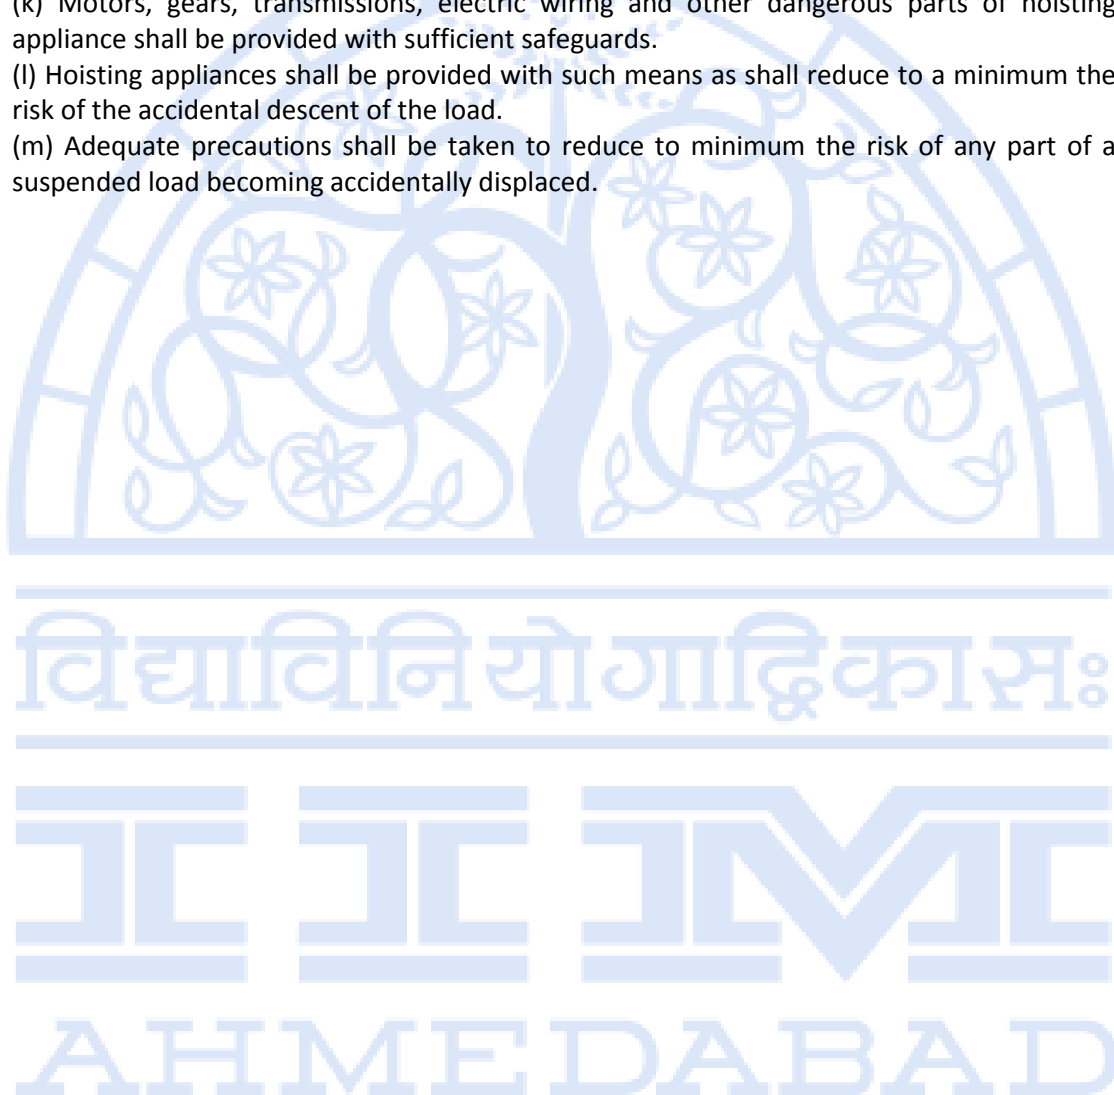 (k) Motors, gears, transmissions, electric wiring and other dangerous parts of hoisting
appliance shall be provided with sufficient safeguards.
(l) Hoisting appliances shall be provided with such means as shall reduce to a minimum the
risk of the accidental descent of the load.
(m) Adequate precautions shall be taken to reduce to minimum the risk of any part of a
suspended load becoming accidentally displaced.
विद्याविनियोगाद्विकासः
IIM
AHMEDABAD